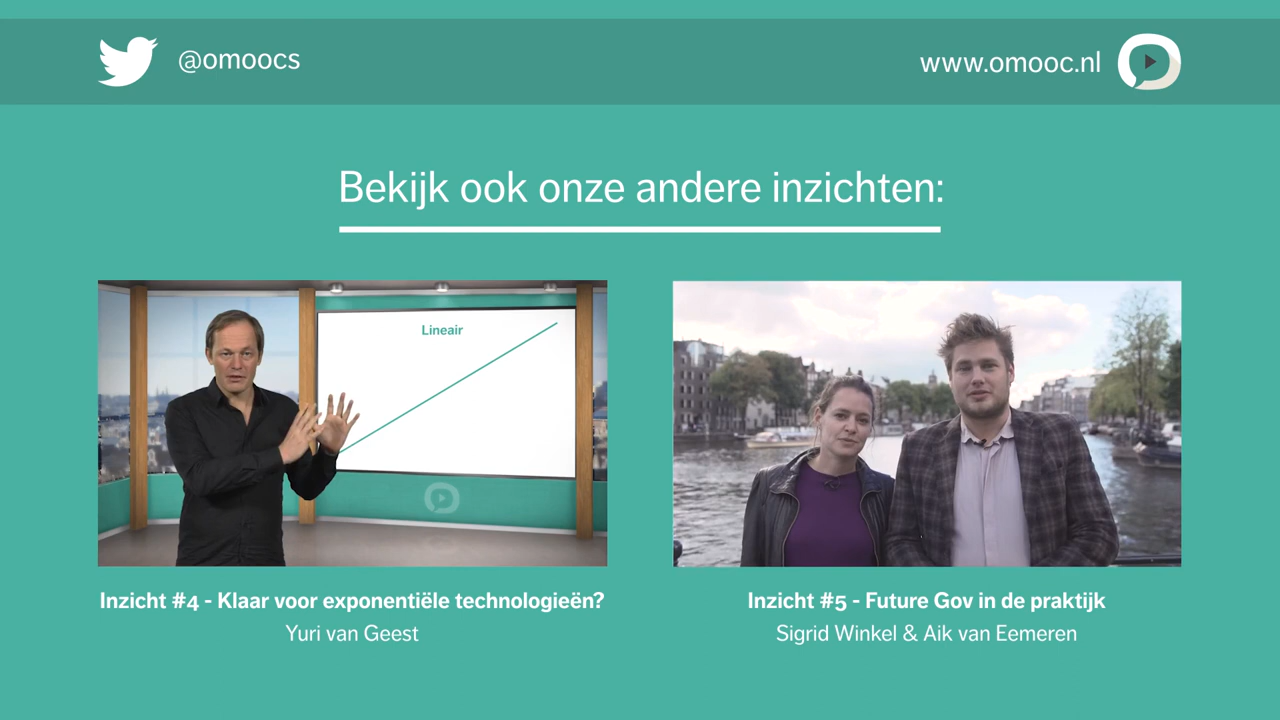 @omoocs
www.omooc.nl
Bekijk ook onze andere inzichten:
Lineair
Inzicht #4 - Klaar voor exponentiële technologieën?
Yuri van Geest
Inzicht #5 - Future Gov in de praktijk
Sigrid Winkel & Aik van Eemeren